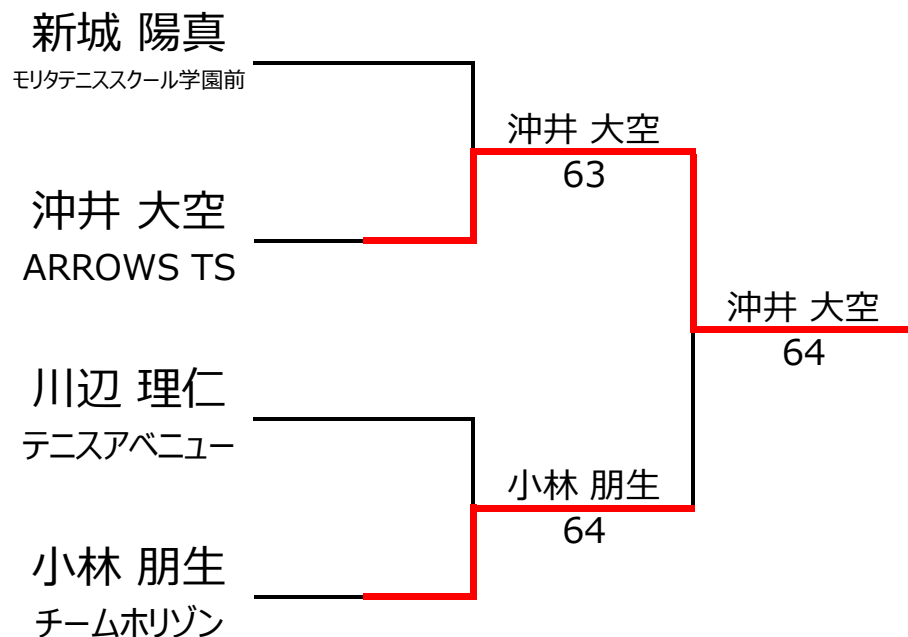 新城 陽真
モリタテニススクール学園前
沖井 大空
63
沖井 大空
ARROWS TS
沖井 大空
64
川辺 理仁
テニスアベニュー
小林 朋生
64
小林 朋生
チームホリゾン